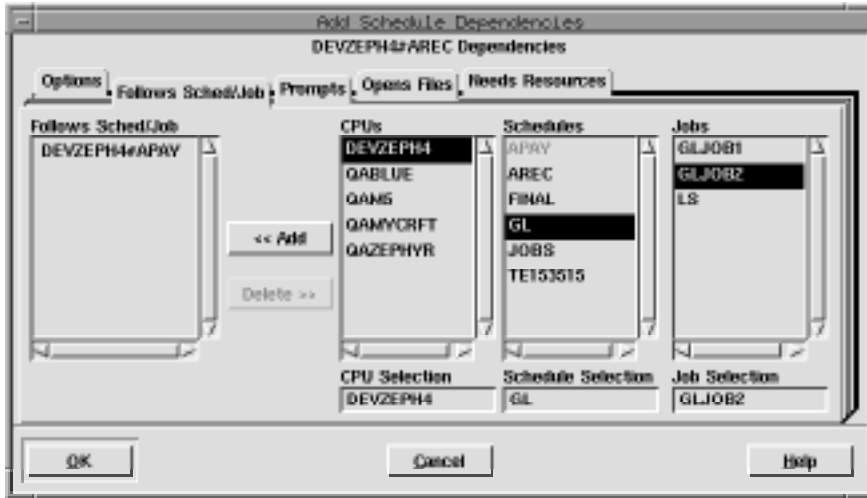 Add Schedule Dependencies
DEVZEPH4#AREC Dependencies
Options
Follows Sched/Job
Prompts
Opens Files
Needs Resources
Follows Sched/Job
DEVZEPH4#APAY
<< Add
Delete >>
CPUs
DEVZEPH4
QABLUE
QAMS
QAMYCRFT
QAZEPHYR
Schedules
APAY
AREC
FINAL
GL
JOBS
TE153515
Jobs
GLJOB1
GLJOB2
LS
CPU Selection
DEVZEPH4
Schedule Selection
GL
Job Selection
GLJOB2
OK
Cancel
Help